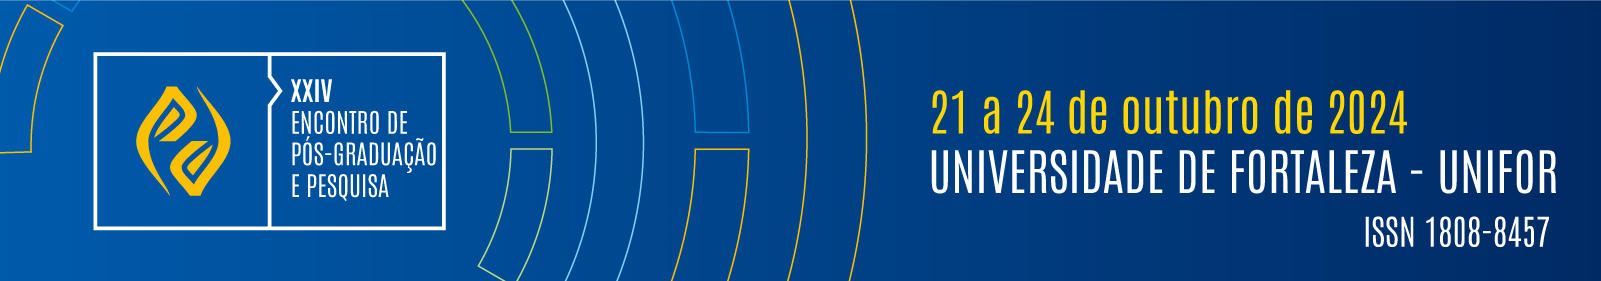 XXIV
ENCONTRO DE
PÓS-GRADUAÇÃO
E PESQUISA
21 a 24 de outubro de 2024
UNIVERSIDADE DE FORTALEZA - UNIFOR
ISSN 1808-8457